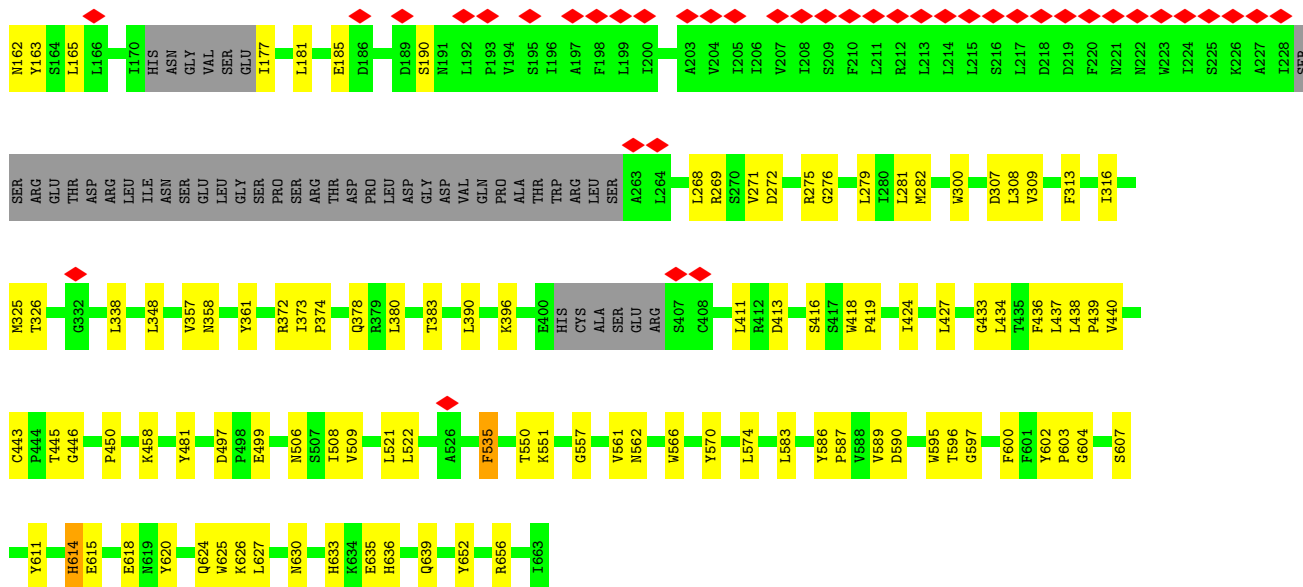 N162 Y163 S164 L165 L166 I170 HIS ASN GLY VAL SER GLU I177 L181 E185 D186 D189 S190 N191 L192 P193 V194 S195 I196 A197 F198 L199 I200 A203 V204 I205 I206 V207 I208 S209 F210 L211 R212 L213 L214 L215 S216 L217 D218 D219 F220 N221 N222 W223 I224 S225 K226 A227 I228 SER
SER ARG GLU THR ASP ARG LEU ILE ASN SER GLU LEU GLY SER PRO SER ARG THR ASP PRO LEU ASP GLY ASP VAL GLN PRO ALA THR TRP ARG LEU SER A263 L264 L268 R269 S270 V271 D272 R275 G276 L279 I280 L281 M282 W300 D307 L308 V309 F313 I316
M325 T326 G332 L338 L348 V357 N358 Y361 R372 I373 P374 Q378 R379 L380 T383 L390 K396 E400 HIS CYS ALA SER GLU ARG S407 C408 L411 R412 D413 S416 S417 W418 P419 I424 L427 G433 L434 T435 F436 L437 L438 P439 V440
C443 P444 T445 G446 P450 K458 Y481 D497 P498 E499 N506 S507 I508 V509 L521 L522 A526 F535 T550 K551 G557 V561 N562 W566 Y570 L574 L583 Y586 P587 V588 V589 D590 W595 T596 G597 F600 F601 Y602 P603 G604 S607
Y611 H614 E615 E618 N619 Y620 Q624 W625 K626 L627 N630 H633 K634 E635 H636 Q639 Y652 R656 I663